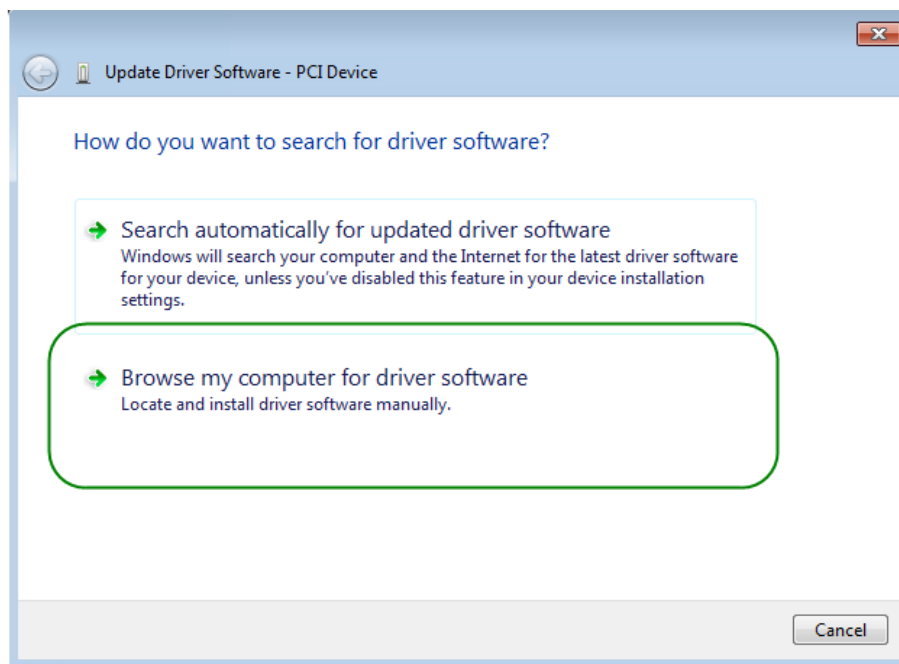 Update Driver Software - PCI Device
How do you want to search for driver software?
Search automatically for updated driver software
Windows will search your computer and the Internet for the latest driver software
for your device, unless you've disabled this feature in your device installation
settings.
Browse my computer for driver software
Locate and install driver software manually.
Cancel